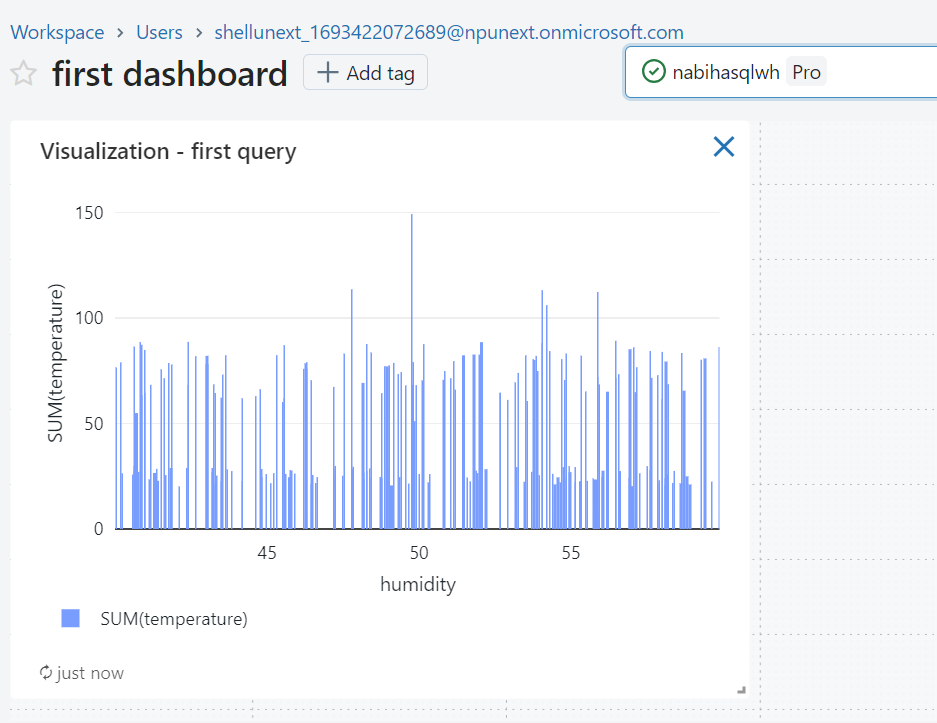 Workspace > Users > shellunext_1693422072689@npunext.onmicrosoft.com
first dashboard + Add tag
nabihasqlwh Pro
Visualization - first query
150
100
50
0
SUM(temperature)
45 50 55
humidity
SUM(temperature)
just now